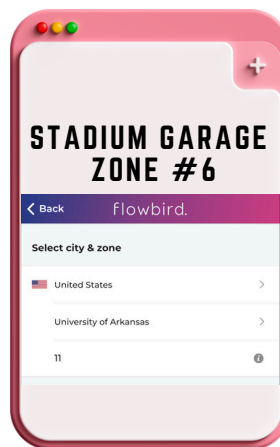 STADIUM GARAGE
ZONE #6
Back
flowbird.
Select city & zone
United States
University of Arkansas
11